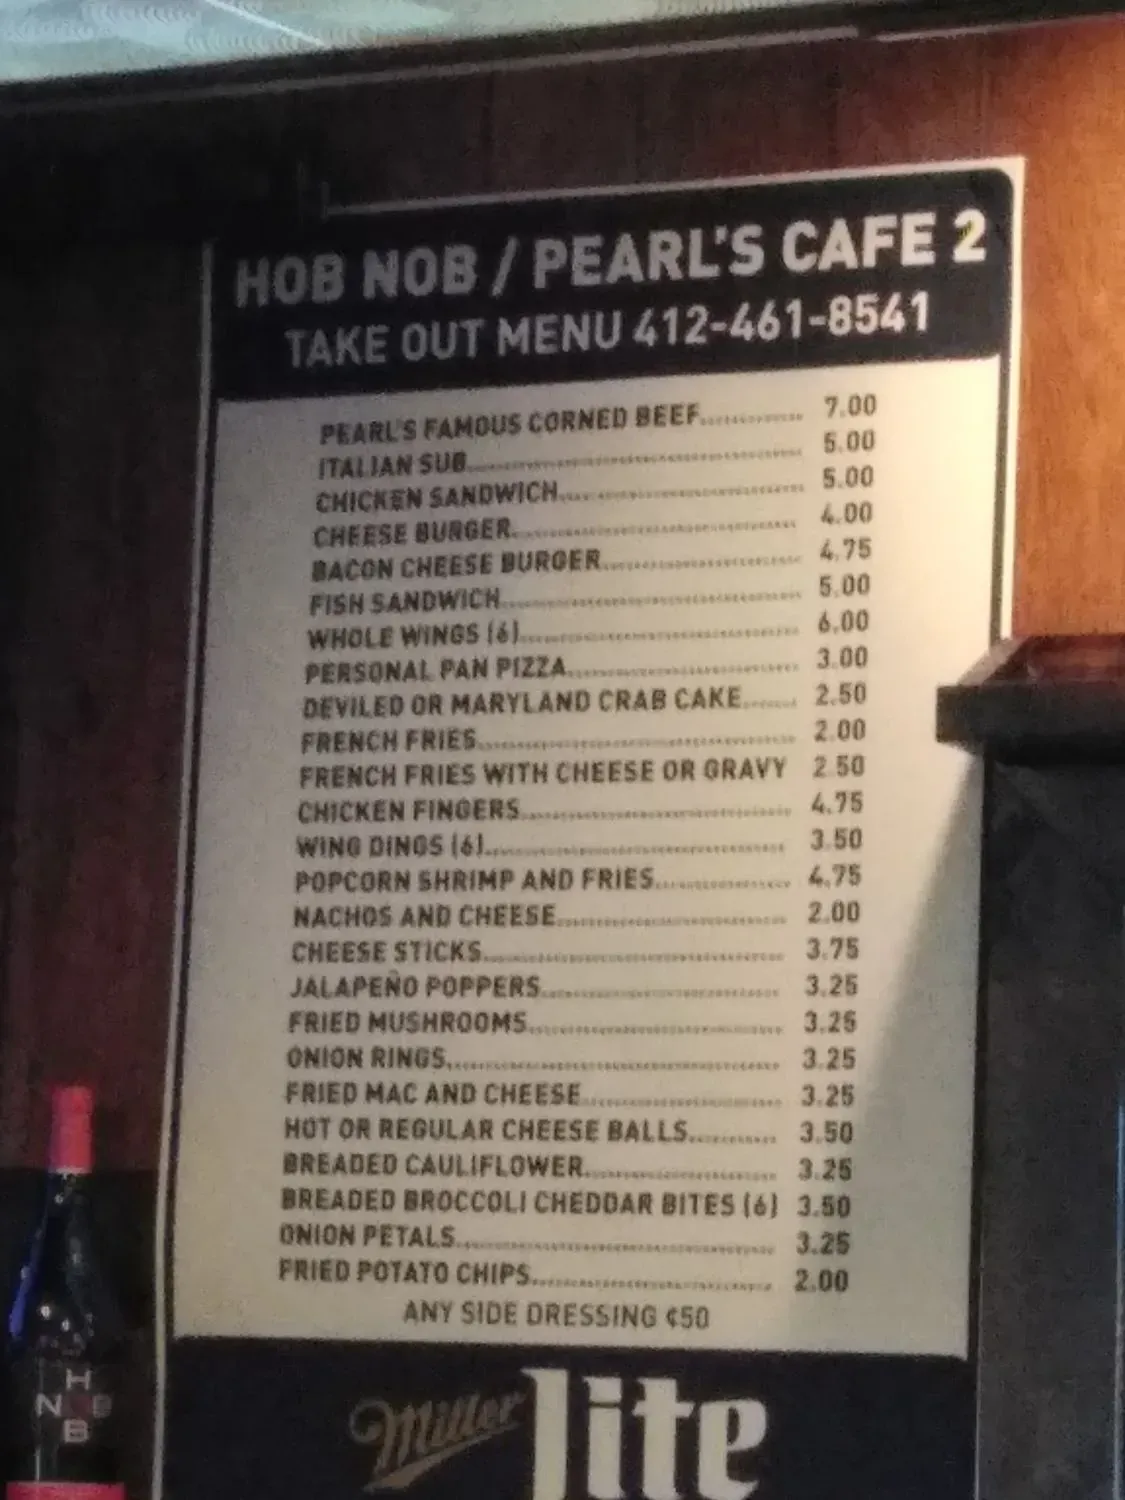 HOB NOB / PEARL'S CAFE 2
TAKE OUT MENU 412-461-8541
PEARL'S FAMOUS CORNED BEEF 7.00
ITALIAN SUB 5.00
CHICKEN SANDWICH 5.00
CHEESE BURGER 4.00
BACON CHEESE BURGER 4.75
FISH SANDWICH 5.00
WHOLE WINGS (6) 6.00
PERSONAL PAN PIZZA 3.00
DEVILED OR MARYLAND CRAB CAKE 2.50
FRENCH FRIES 2.00
FRENCH FRIES WITH CHEESE OR GRAVY 2.50
CHICKEN FINGERS 4.75
WING DINGS (6) 3.50
POPCORN SHRIMP AND FRIES 4.75
NACHOS AND CHEESE 2.00
CHEESE STICKS 3.75
JALAPEÑO POPPERS 3.25
FRIED MUSHROOMS 3.25
ONION RINGS 3.25
FRIED MAC AND CHEESE 3.25
HOT OR REGULAR CHEESE BALLS 3.50
BREADED CAULIFLOWER 3.25
BREADED BROCCOLI CHEDDAR BITES (6) 3.50
ONION PETALS 3.25
FRIED POTATO CHIPS 2.00
ANY SIDE DRESSING ¢50
Miller lite
H
NOB
B